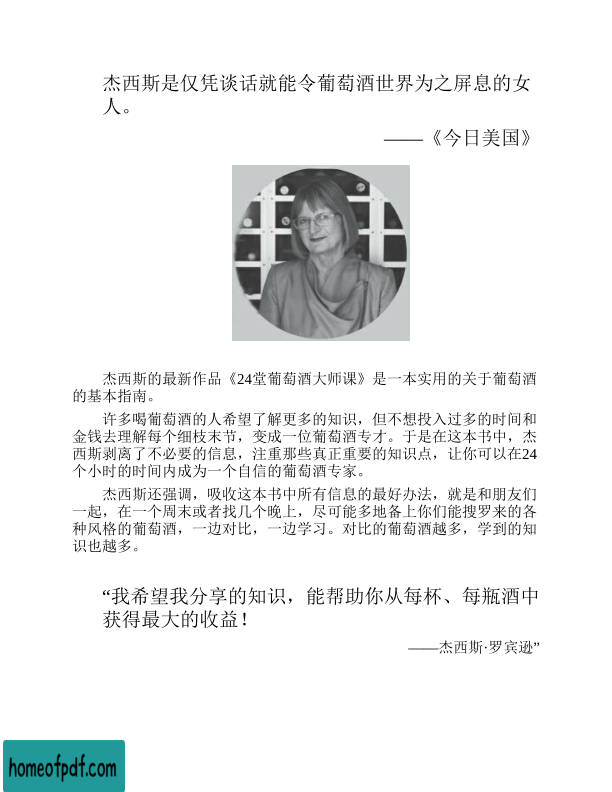 杰西斯是仅凭谈话就能令葡萄酒世界为之屏息的女
人。
——《今日美国》
杰西斯的最新作品《24堂葡萄酒大师课》是一本实用的关于葡萄酒
的基本指南。
许多喝葡萄酒的人希望了解更多的知识，但不想投入过多的时间和
金钱去理解每个细枝末节，变成一位葡萄酒专才。于是在这本书中，杰
西斯剥离了不必要的信息，注重那些真正重要的知识点，让你可以在24
个小时的时间内成为一个自信的葡萄酒专家。
杰西斯还强调，吸收这本书中所有信息的最好办法，就是和朋友们
一起，在一个周末或者找几个晚上，尽可能多地备上你们能搜罗来的各
种风格的葡萄酒，一边对比，一边学习。对比的葡萄酒越多，学到的知
识也越多。
“我希望我分享的知识，能帮助你从每杯、每瓶酒中
获得最大的收益！
——杰西斯·罗宾逊”
homeofpdf.com